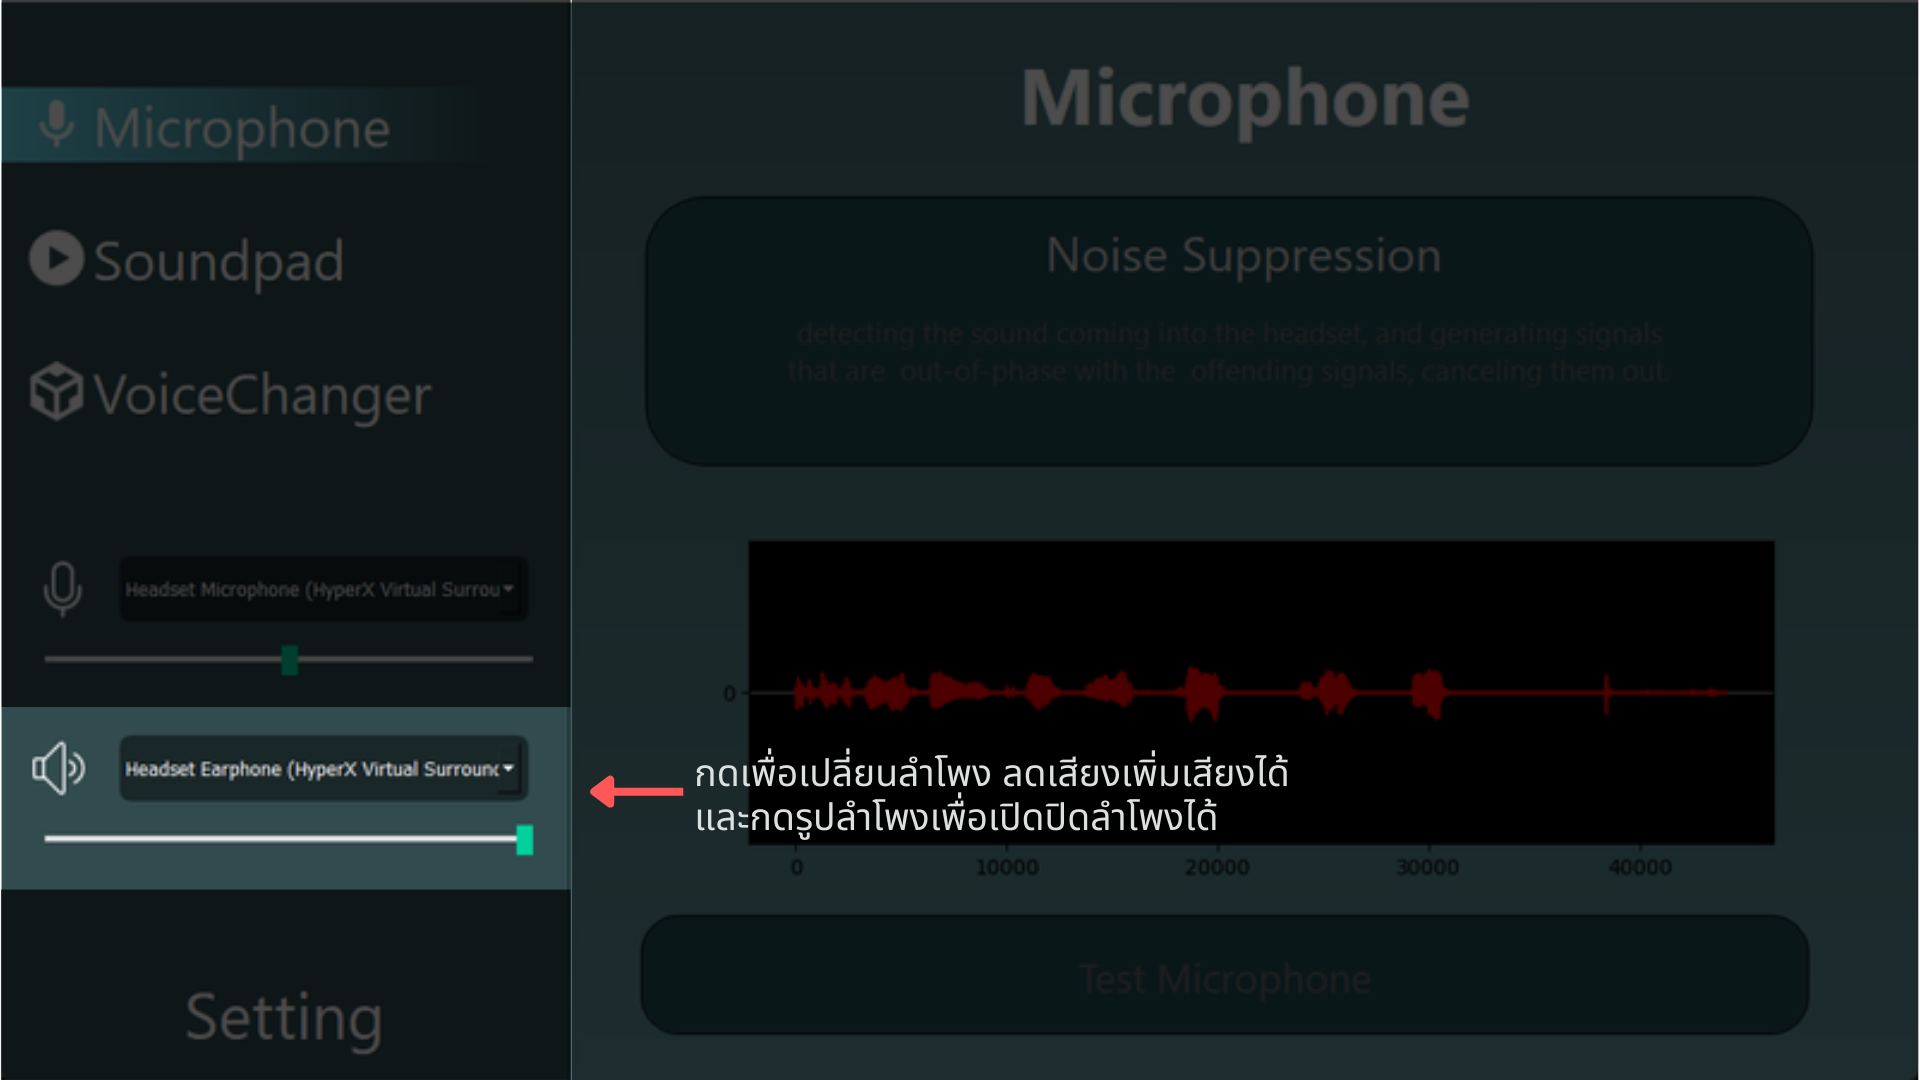 Microphone
Soundpad
VoiceChanger
Headset Microphone (HyperX Virtual Surrou
Headset Earphone (HyperX Virtual Surround
Setting
Microphone
Noise Suppression
detecting the sound coming into the headset, and generating signals
that are out-of-phase with the offending signals, canceling them out.
0
กดเพื่อเปลี่ยนลำโพง ลดเสียงเพิ่มเสียงได้
และกดรูปลำโพงเพื่อเปิดปิดลำโพงได้
0 10000 20000 30000 40000
Test Microphone